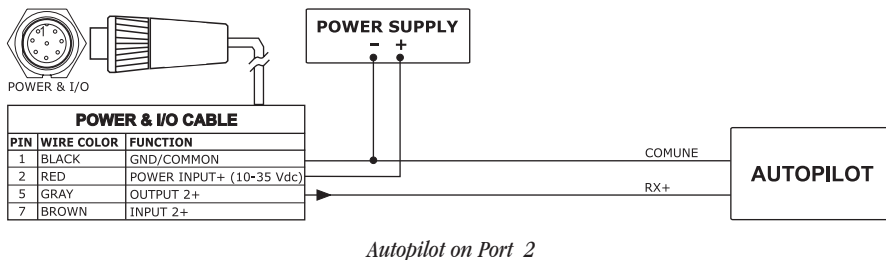 POWER SUPPLY
- +
1
POWER & I/O
POWER & I/O CABLE
PIN WIRE COLOR FUNCTION
1 BLACK GND/COMMON
2 RED POWER INPUT+ (10-35 Vdc)
5 GRAY OUTPUT 2+
7 BROWN INPUT 2+
COMUNE
RX+
AUTOPILOT
Autopilot on Port 2